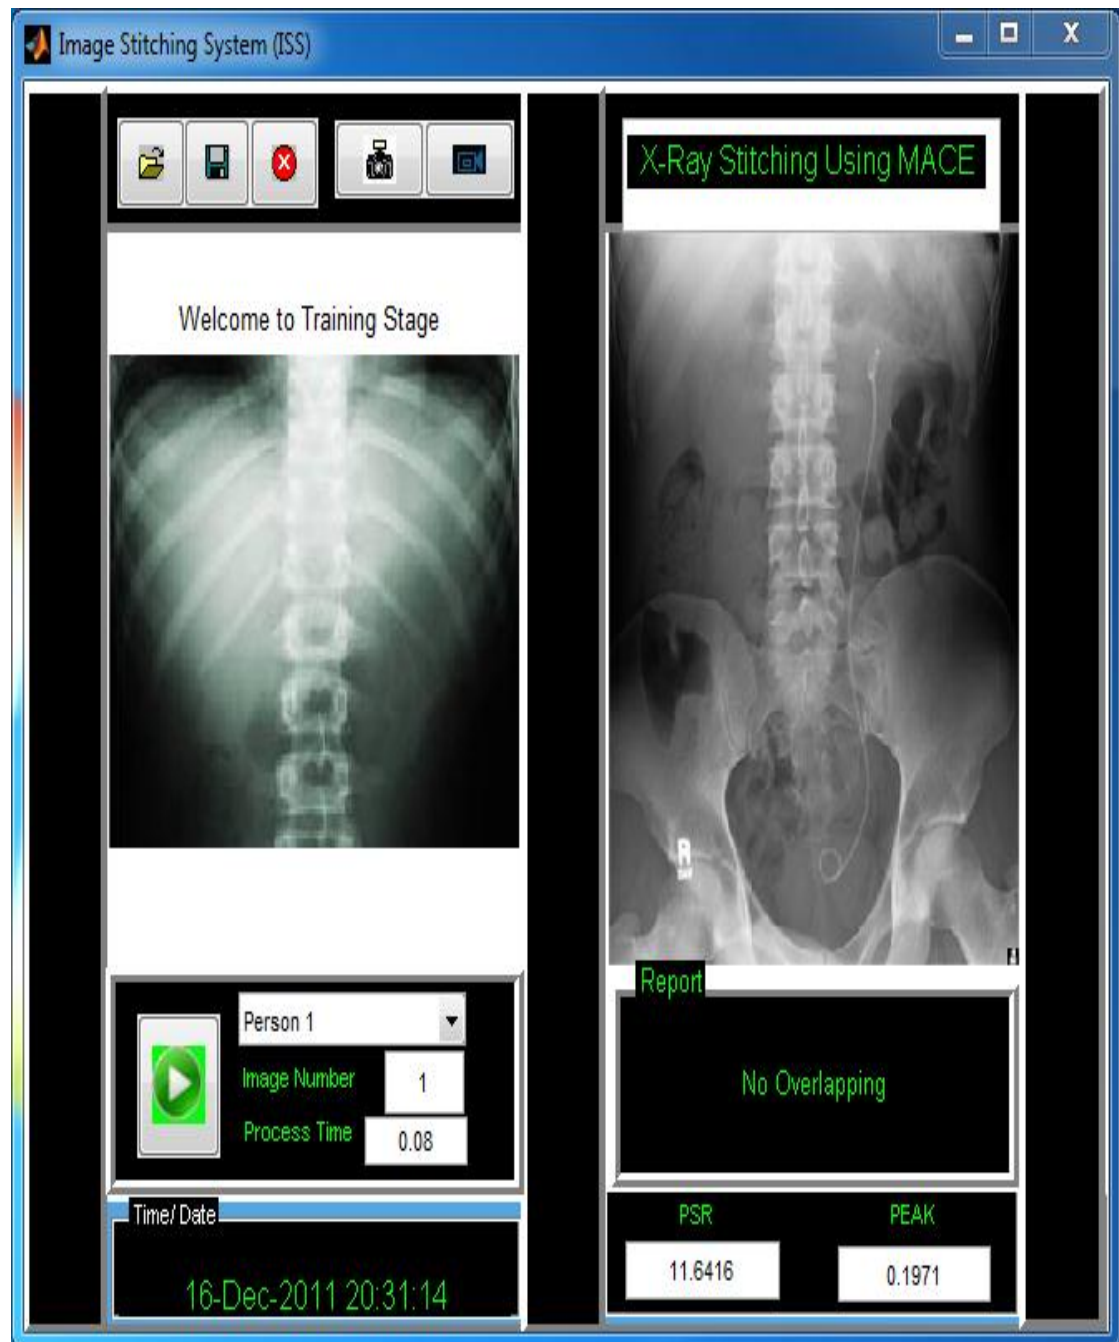 Image Stitching System (ISS)
X-Ray Stitching Using MACE
Welcome to Training Stage
R
Person 1
Image Number 1
Process Time 0.08
Time/ Date
16-Dec-2011 20:31:14
Report
No Overlapping
PSR PEAK
11.6416 0.1971